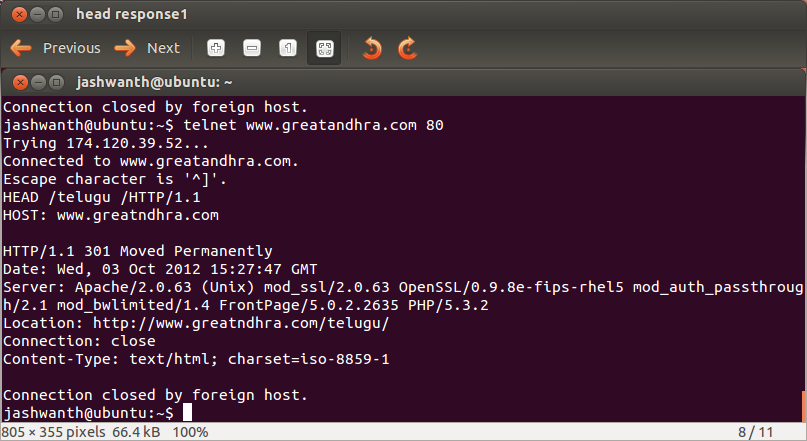 head response1
Previous Next
jashwanth@ubuntu: ~
Connection closed by foreign host.
jashwanth@ubuntu:~$ telnet www.greatandhra.com 80
Trying 174.120.39.52...
Connected to www.greatandhra.com.
Escape character is '^]'.
HEAD /telugu /HTTP/1.1
HOST: www.greatndhra.com

HTTP/1.1 301 Moved Permanently
Date: Wed, 03 Oct 2012 15:27:47 GMT
Server: Apache/2.0.63 (Unix) mod_ssl/2.0.63 OpenSSL/0.9.8e-fips-rhel5 mod_auth_passthroug
h/2.1 mod_bwlimited/1.4 FrontPage/5.0.2.2635 PHP/5.3.2
Location: http://www.greatndhra.com/telugu/
Connection: close
Content-Type: text/html; charset=iso-8859-1

Connection closed by foreign host.
jashwanth@ubuntu:~$
805 × 355 pixels 66.4 kB 100% 8 / 11